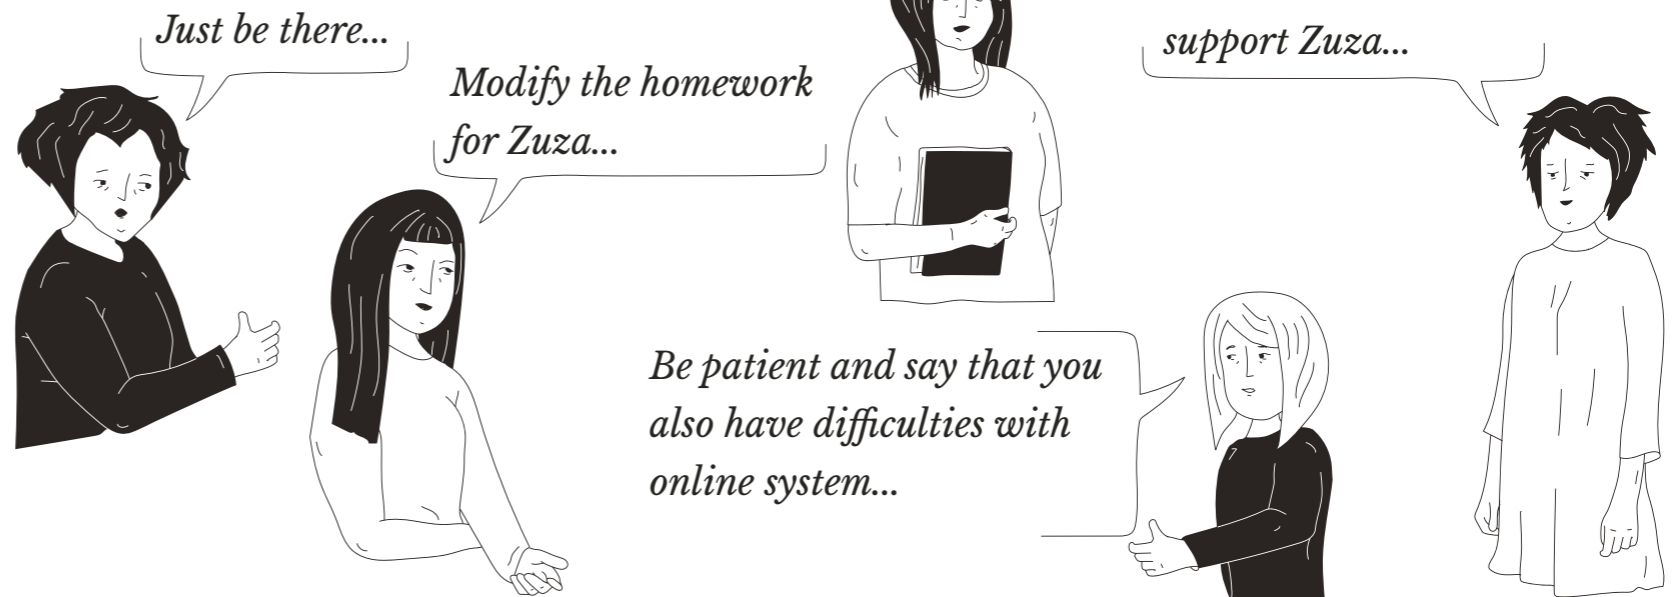 Just be there...
Modify the homework
for Zuza...
support Zuza...
Be patient and say that you
also have difficulties with
online system...